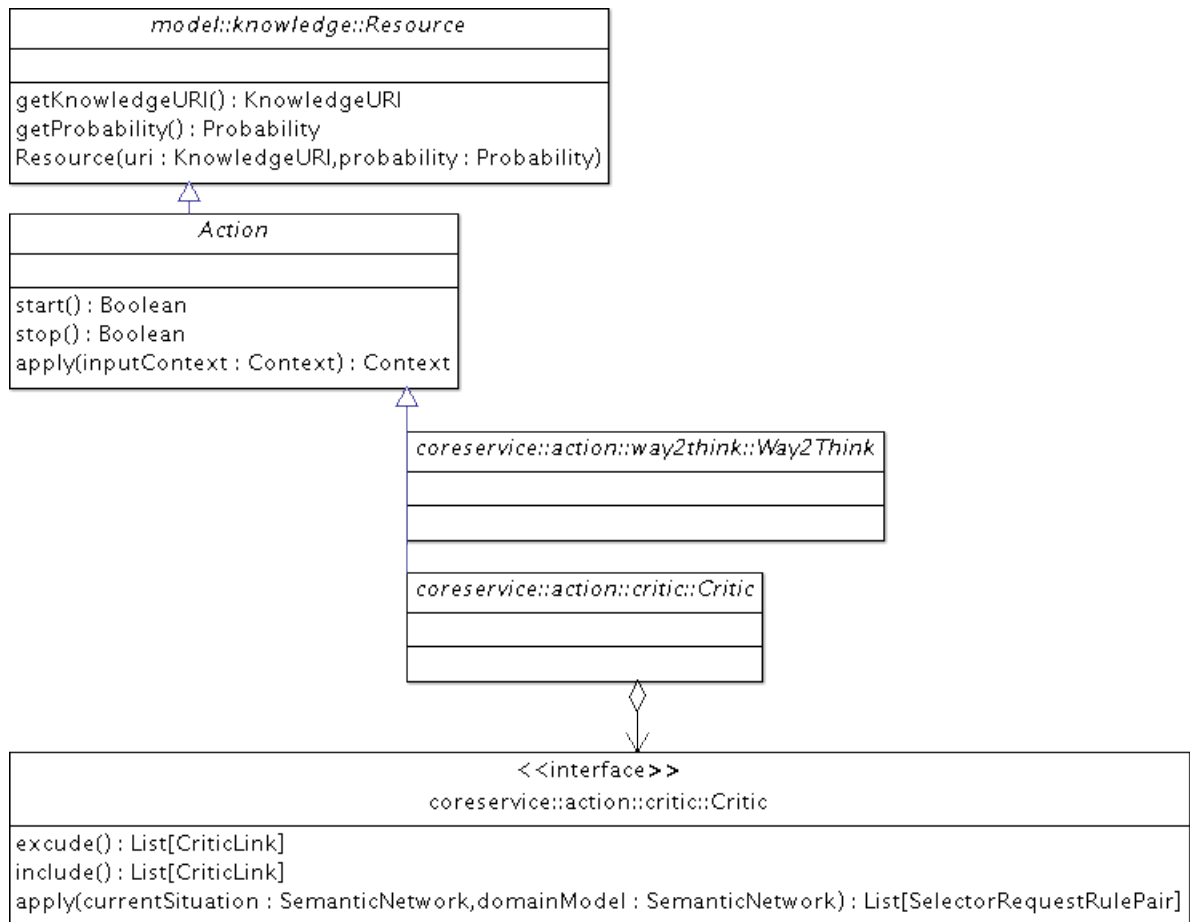 model::knowledge::Resource
getKnowledgeURI() : KnowledgeURI
getProbability() : Probability
Resource(uri : KnowledgeURI,probability : Probability)
Action
start() : Boolean
stop() : Boolean
apply(inputContext : Context) : Context
coreservice::action::way2think::Way2Think
coreservice::action::critic::Critic
<<interface>>
coreservice::action::critic::Critic
excude() : List[CriticLink]
include() : List[CriticLink]
apply(currentSituation : SemanticNetwork,domainModel : SemanticNetwork) : List[SelectorRequestRulePair]